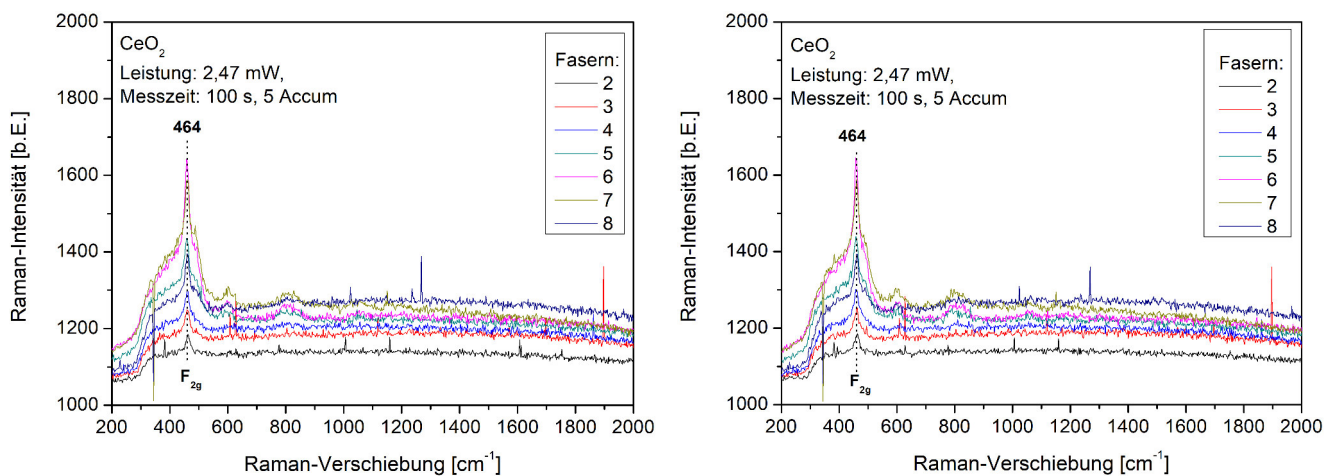 2000
1800
1600
1400
1200
1000
Raman-Intensität [b.E.]
CeO2
Leistung: 2,47 mW,
Messzeit: 100 s, 5 Accum
464
F2g
Fasern:
2
3
4
5
6
7
8
200 400 600 800 1000 1200 1400 1600 1800 2000
Raman-Verschiebung [cm-1]
2000
1800
1600
1400
1200
1000
Raman-Intensität [b.E.]
CeO2
Leistung: 2,47 mW,
Messzeit: 100 s, 5 Accum
464
F2g
Fasern:
2
3
4
5
6
7
8
200 400 600 800 1000 1200 1400 1600 1800 2000
Raman-Verschiebung [cm-1]